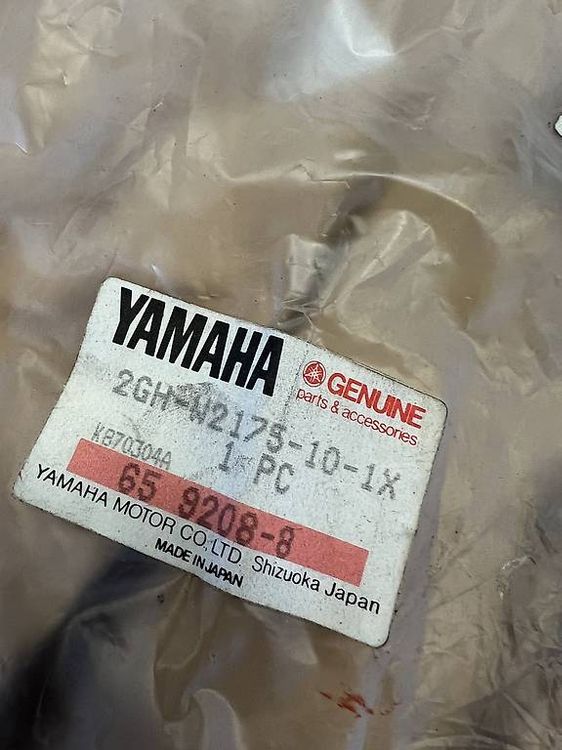 YAMAHA
GENUINE
parts & accessories
2GH-W2175-10-1X
KB70304A
1 PC
65 9208-8
YAMAHA MOTOR CO., LTD. Shizuoka Japan
MADE IN JAPAN